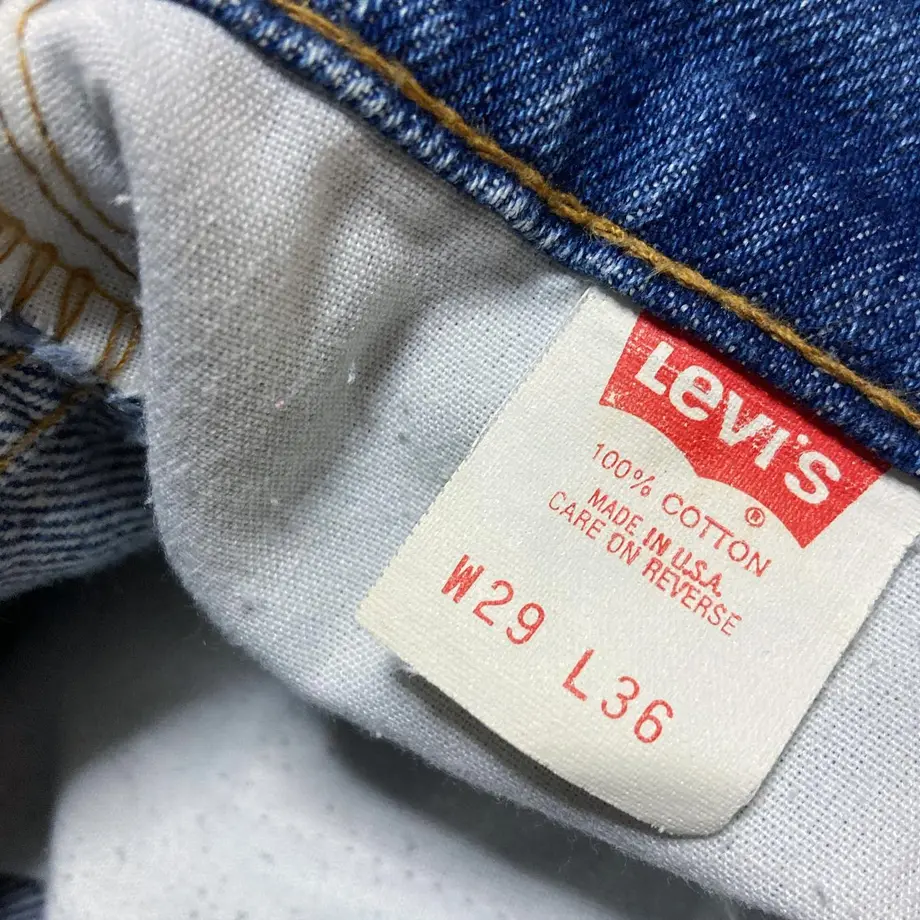 Levi's
®
100% COTTON
MADE IN U.S.A.
CARE ON REVERSE
W29 L36